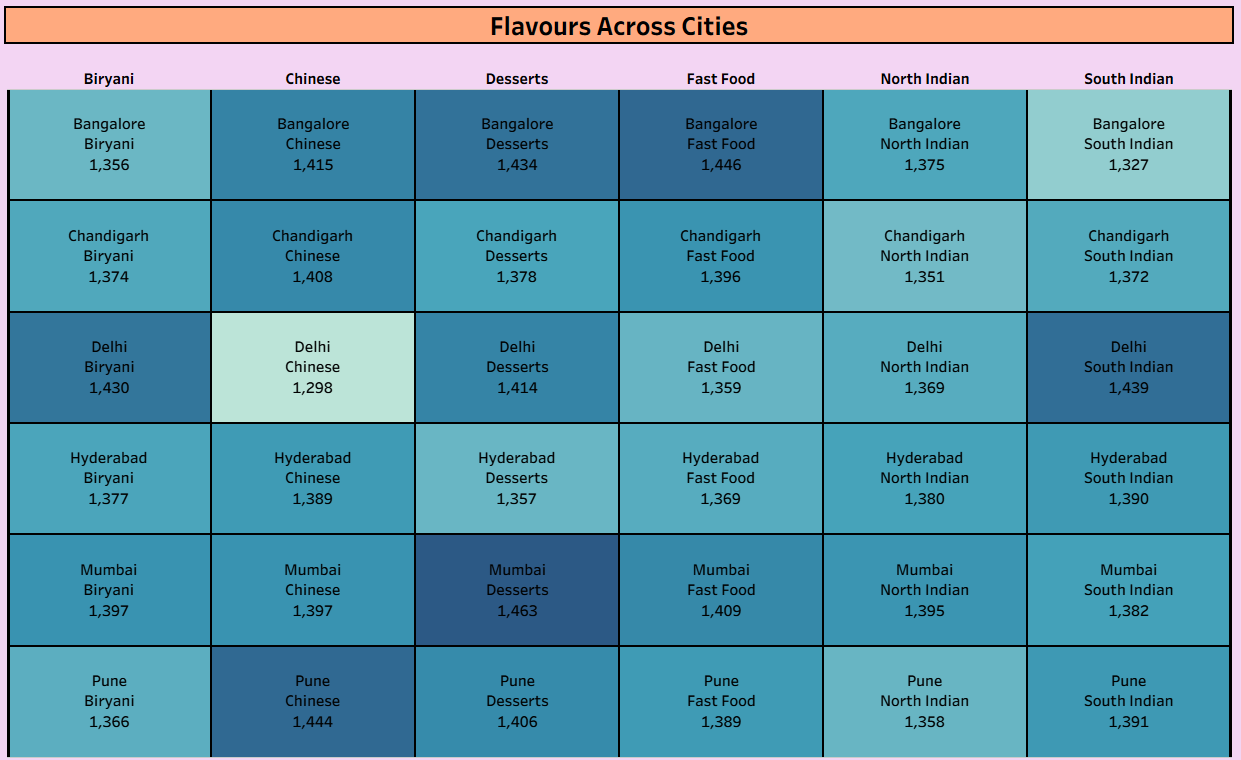 Flavours Across Cities
Biryani Chinese Desserts Fast Food North Indian South Indian
Bangalore Bangalore Bangalore Bangalore Bangalore Bangalore
Biryani Chinese Desserts Fast Food North Indian South Indian
1,356 1,415 1,434 1,446 1,375 1,327
Chandigarh Chandigarh Chandigarh Chandigarh Chandigarh Chandigarh
Biryani Chinese Desserts Fast Food North Indian South Indian
1,374 1,408 1,378 1,396 1,351 1,372
Delhi Delhi Delhi Delhi Delhi Delhi
Biryani Chinese Desserts Fast Food North Indian South Indian
1,430 1,298 1,414 1,359 1,369 1,439
Hyderabad Hyderabad Hyderabad Hyderabad Hyderabad Hyderabad
Biryani Chinese Desserts Fast Food North Indian South Indian
1,377 1,389 1,357 1,369 1,380 1,390
Mumbai Mumbai Mumbai Mumbai Mumbai Mumbai
Biryani Chinese Desserts Fast Food North Indian South Indian
1,397 1,397 1,463 1,409 1,395 1,382
Pune Pune Pune Pune Pune Pune
Biryani Chinese Desserts Fast Food North Indian South Indian
1,366 1,444 1,406 1,389 1,358 1,391